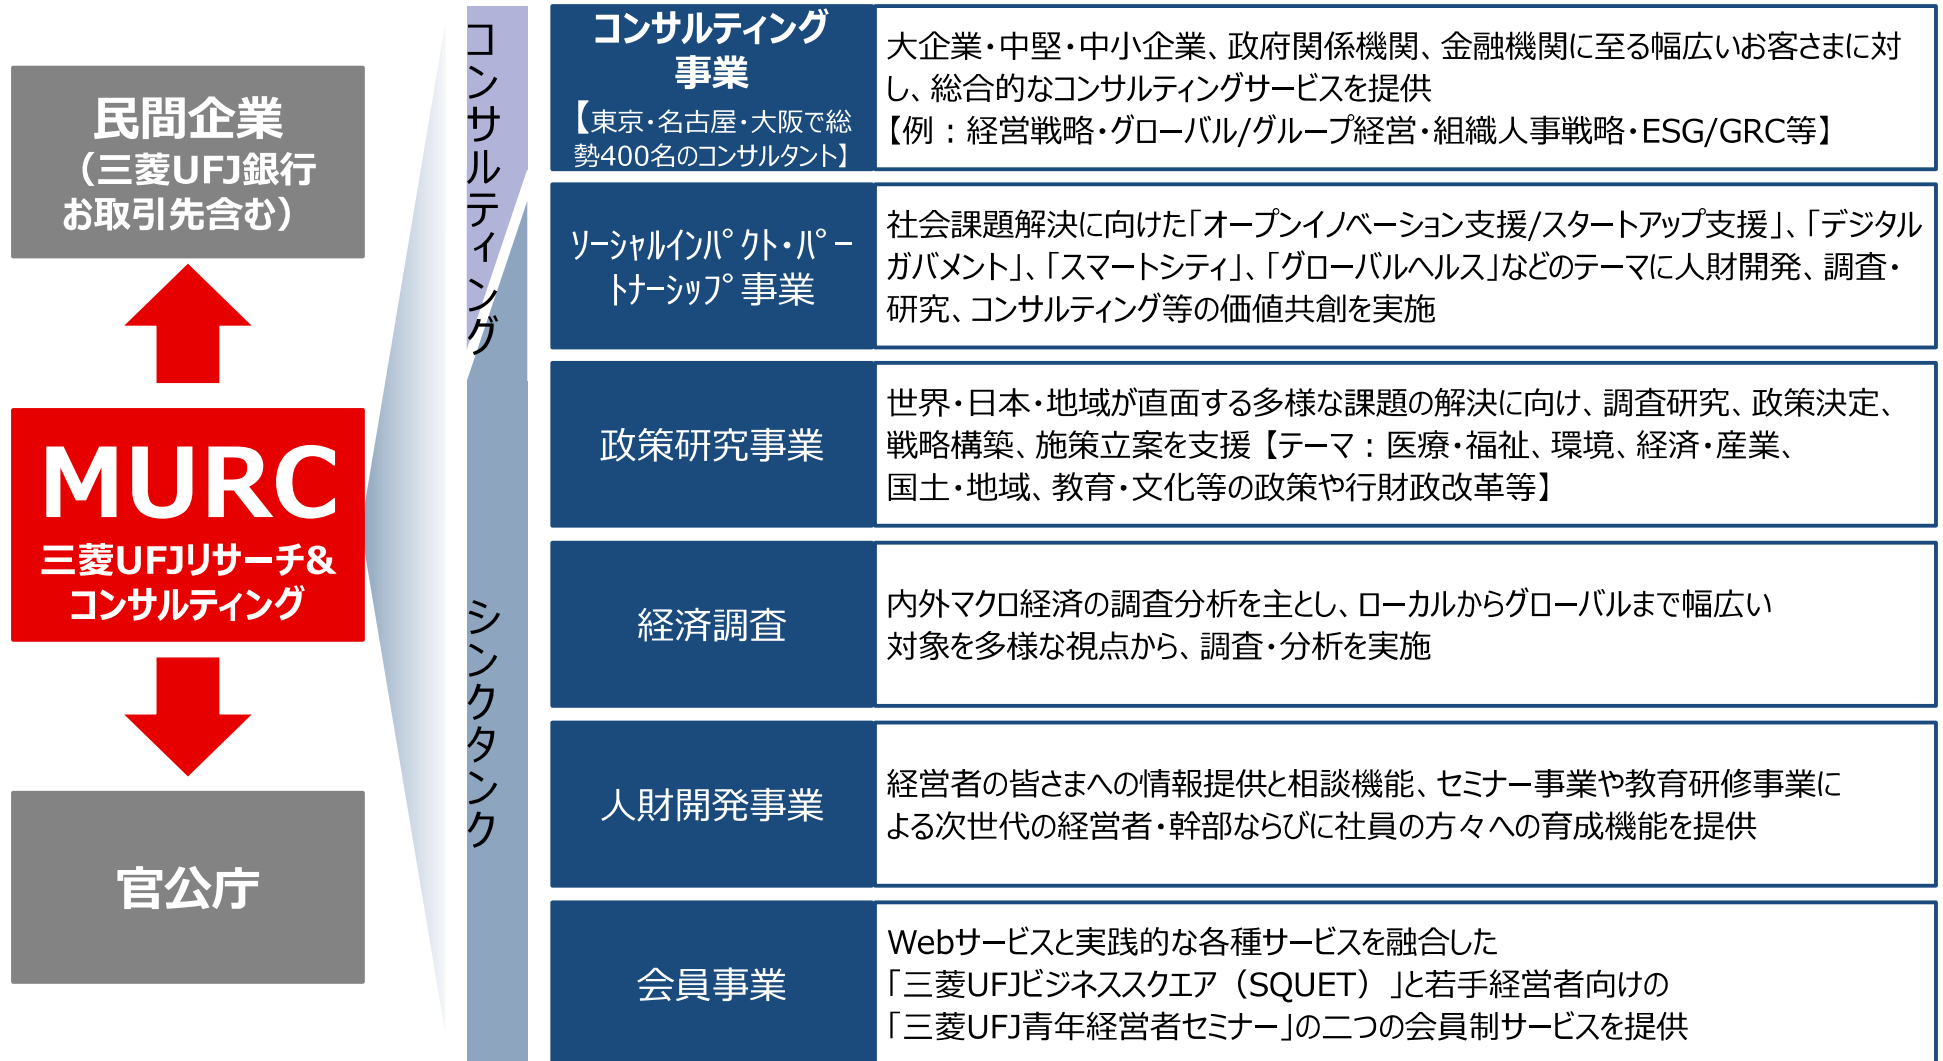 民間企業
（三菱UFJ銀行
お取引先含む）
MURC
三菱UFJリサーチ&
コンサルティング
官公庁
コンサルティング
シンクタンク
コンサルティング
事業
【東京・名古屋・大阪で総
勢400名のコンサルタント】
大企業・中堅・中小企業、政府関係機関、金融機関に至る幅広いお客さまに対
し、総合的なコンサルティングサービスを提供
【例：経営戦略・グローバル/グループ経営・組織人事戦略・ESG/GRC等】
ソーシャルインパクト・パー
トナーシップ事業
社会課題解決に向けた「オープンイノベーション支援/スタートアップ支援」、「デジタル
ガバメント」、「スマートシティ」、「グローバルヘルス」などのテーマに人財開発、調査・
研究、コンサルティング等の価値共創を実施
政策研究事業
世界・日本・地域が直面する多様な課題の解決に向け、調査研究、政策決定、
戦略構築、施策立案を支援【テーマ：医療・福祉、環境、経済・産業、
国土・地域、教育・文化等の政策や行財政改革等】
経済調査
内外マクロ経済の調査分析を主とし、ローカルからグローバルまで幅広い
対象を多様な視点から、調査・分析を実施
人財開発事業
経営者の皆さまへの情報提供と相談機能、セミナー事業や教育研修事業に
よる次世代の経営者・幹部ならびに社員の方々への育成機能を提供
会員事業
Webサービスと実践的な各種サービスを融合した
「三菱UFJビジネススクエア（SQUET）」と若手経営者向けの
「三菱UFJ青年経営者セミナー」の二つの会員制サービスを提供